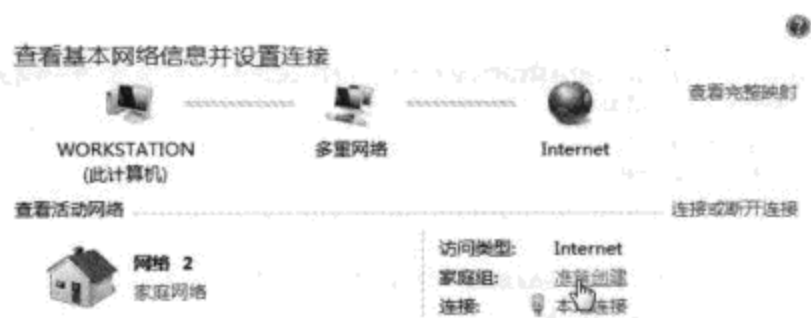 查看基本网络信息并设置连接
查看完整映射
WORKSTATION
(此计算机)
多重网络
Internet
查看活动网络
连接或断开连接
网络 2
家庭网络
访问类型: Internet
家庭组: 准备创建
连接: 本地连接